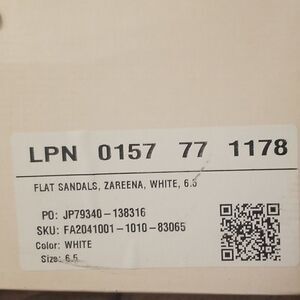 LPN 0157 77 1178
FLAT SANDALS, ZAREENA, WHITE, 6.5
PO: JP79340-138316
SKU: FA2041001-1010-83065
Color: WHITE
Size: 6.5